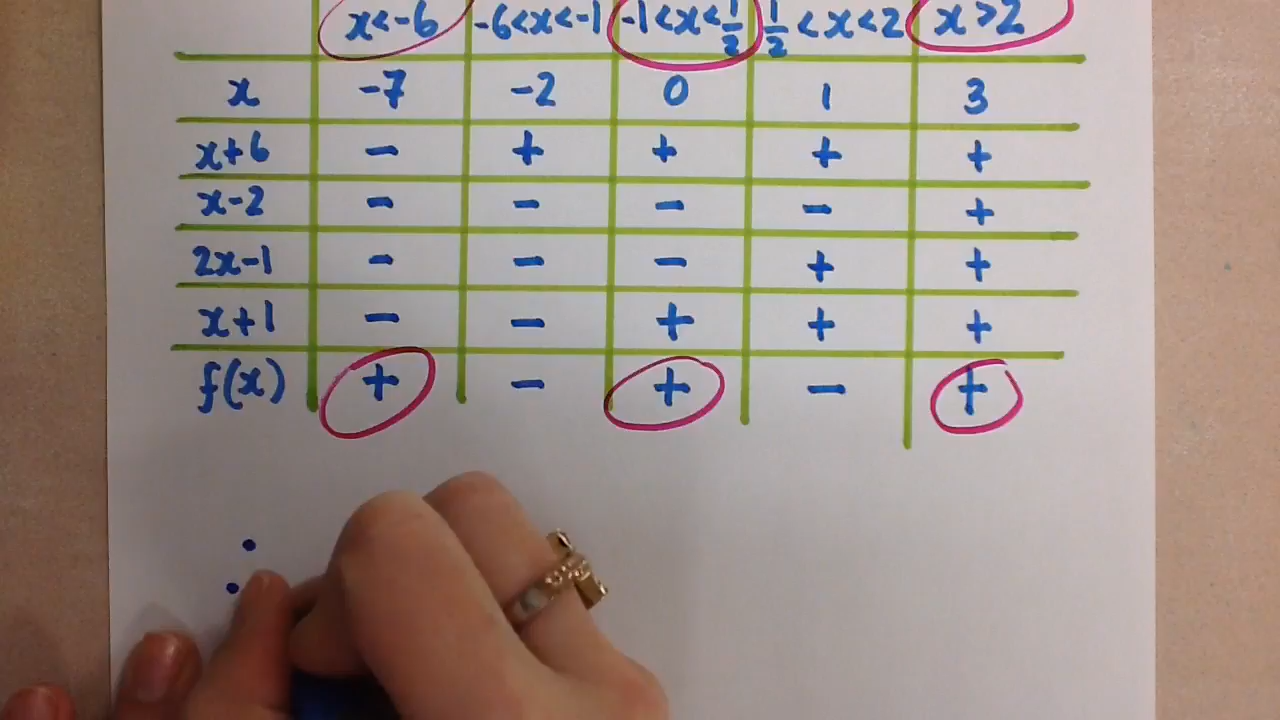 x<-6 -6<x<-1 -1<x<1/2 1/2<x<2 x>2
x -7 -2 0 1 3
x+6 - + + + +
x-2 - - - - +
2x-1 - - - + +
x+1 - - + + +
f(x) + - + - +
∴